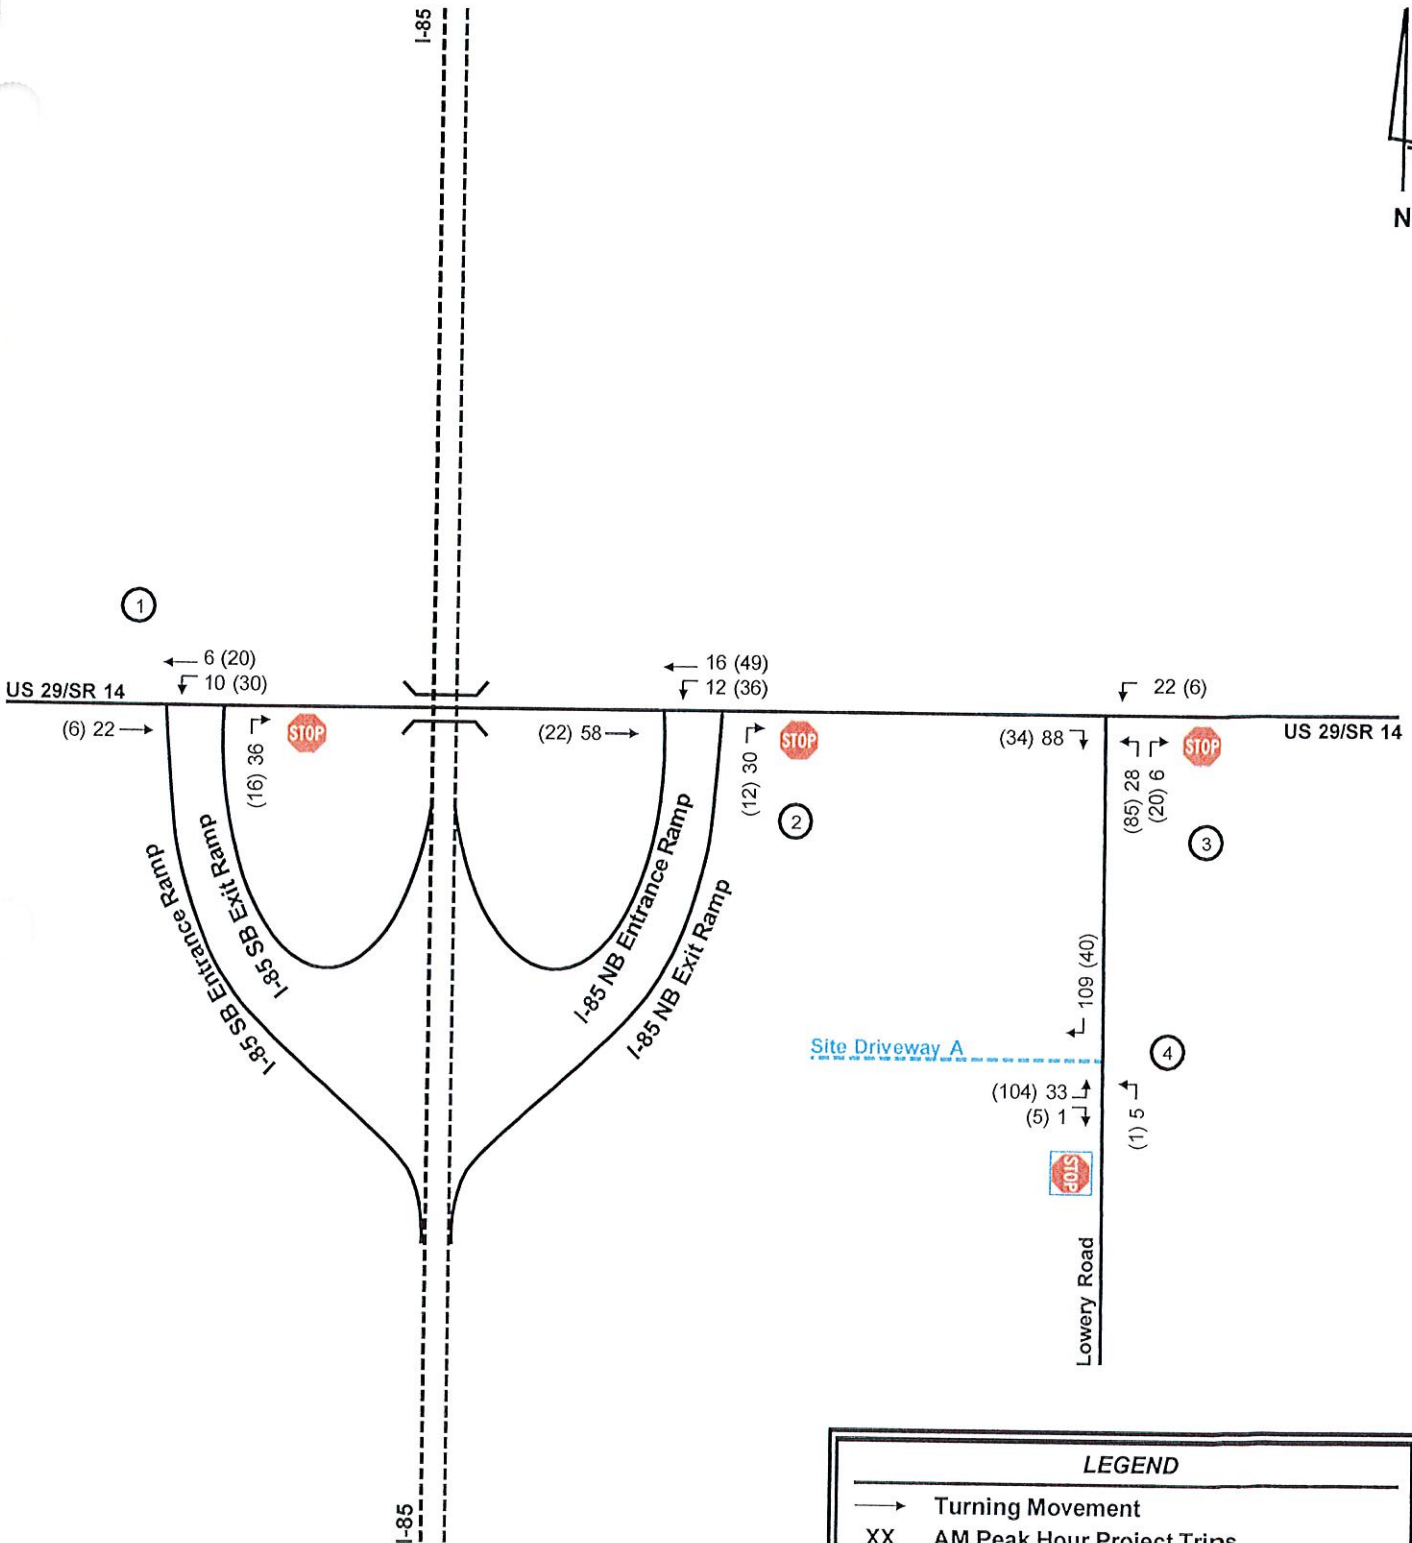 I-85
N
1
6 (20)
10 (30)
US 29/SR 14
(6) 22
(16) 36
STOP
16 (49)
12 (36)
(22) 58
(12) 30
STOP
2
22 (6)
US 29/SR 14
(34) 88
(85) 28
(20) 6
STOP
3
I-85 SB Entrance Ramp
I-85 SB Exit Ramp
I-85 NB Entrance Ramp
I-85 NB Exit Ramp
109 (40)
Site Driveway A
4
(104) 33
(5) 1
(1) 5
STOP
Lowery Road
I-85
LEGEND
Turning Movement
XX AM Peak Hour Project Trips